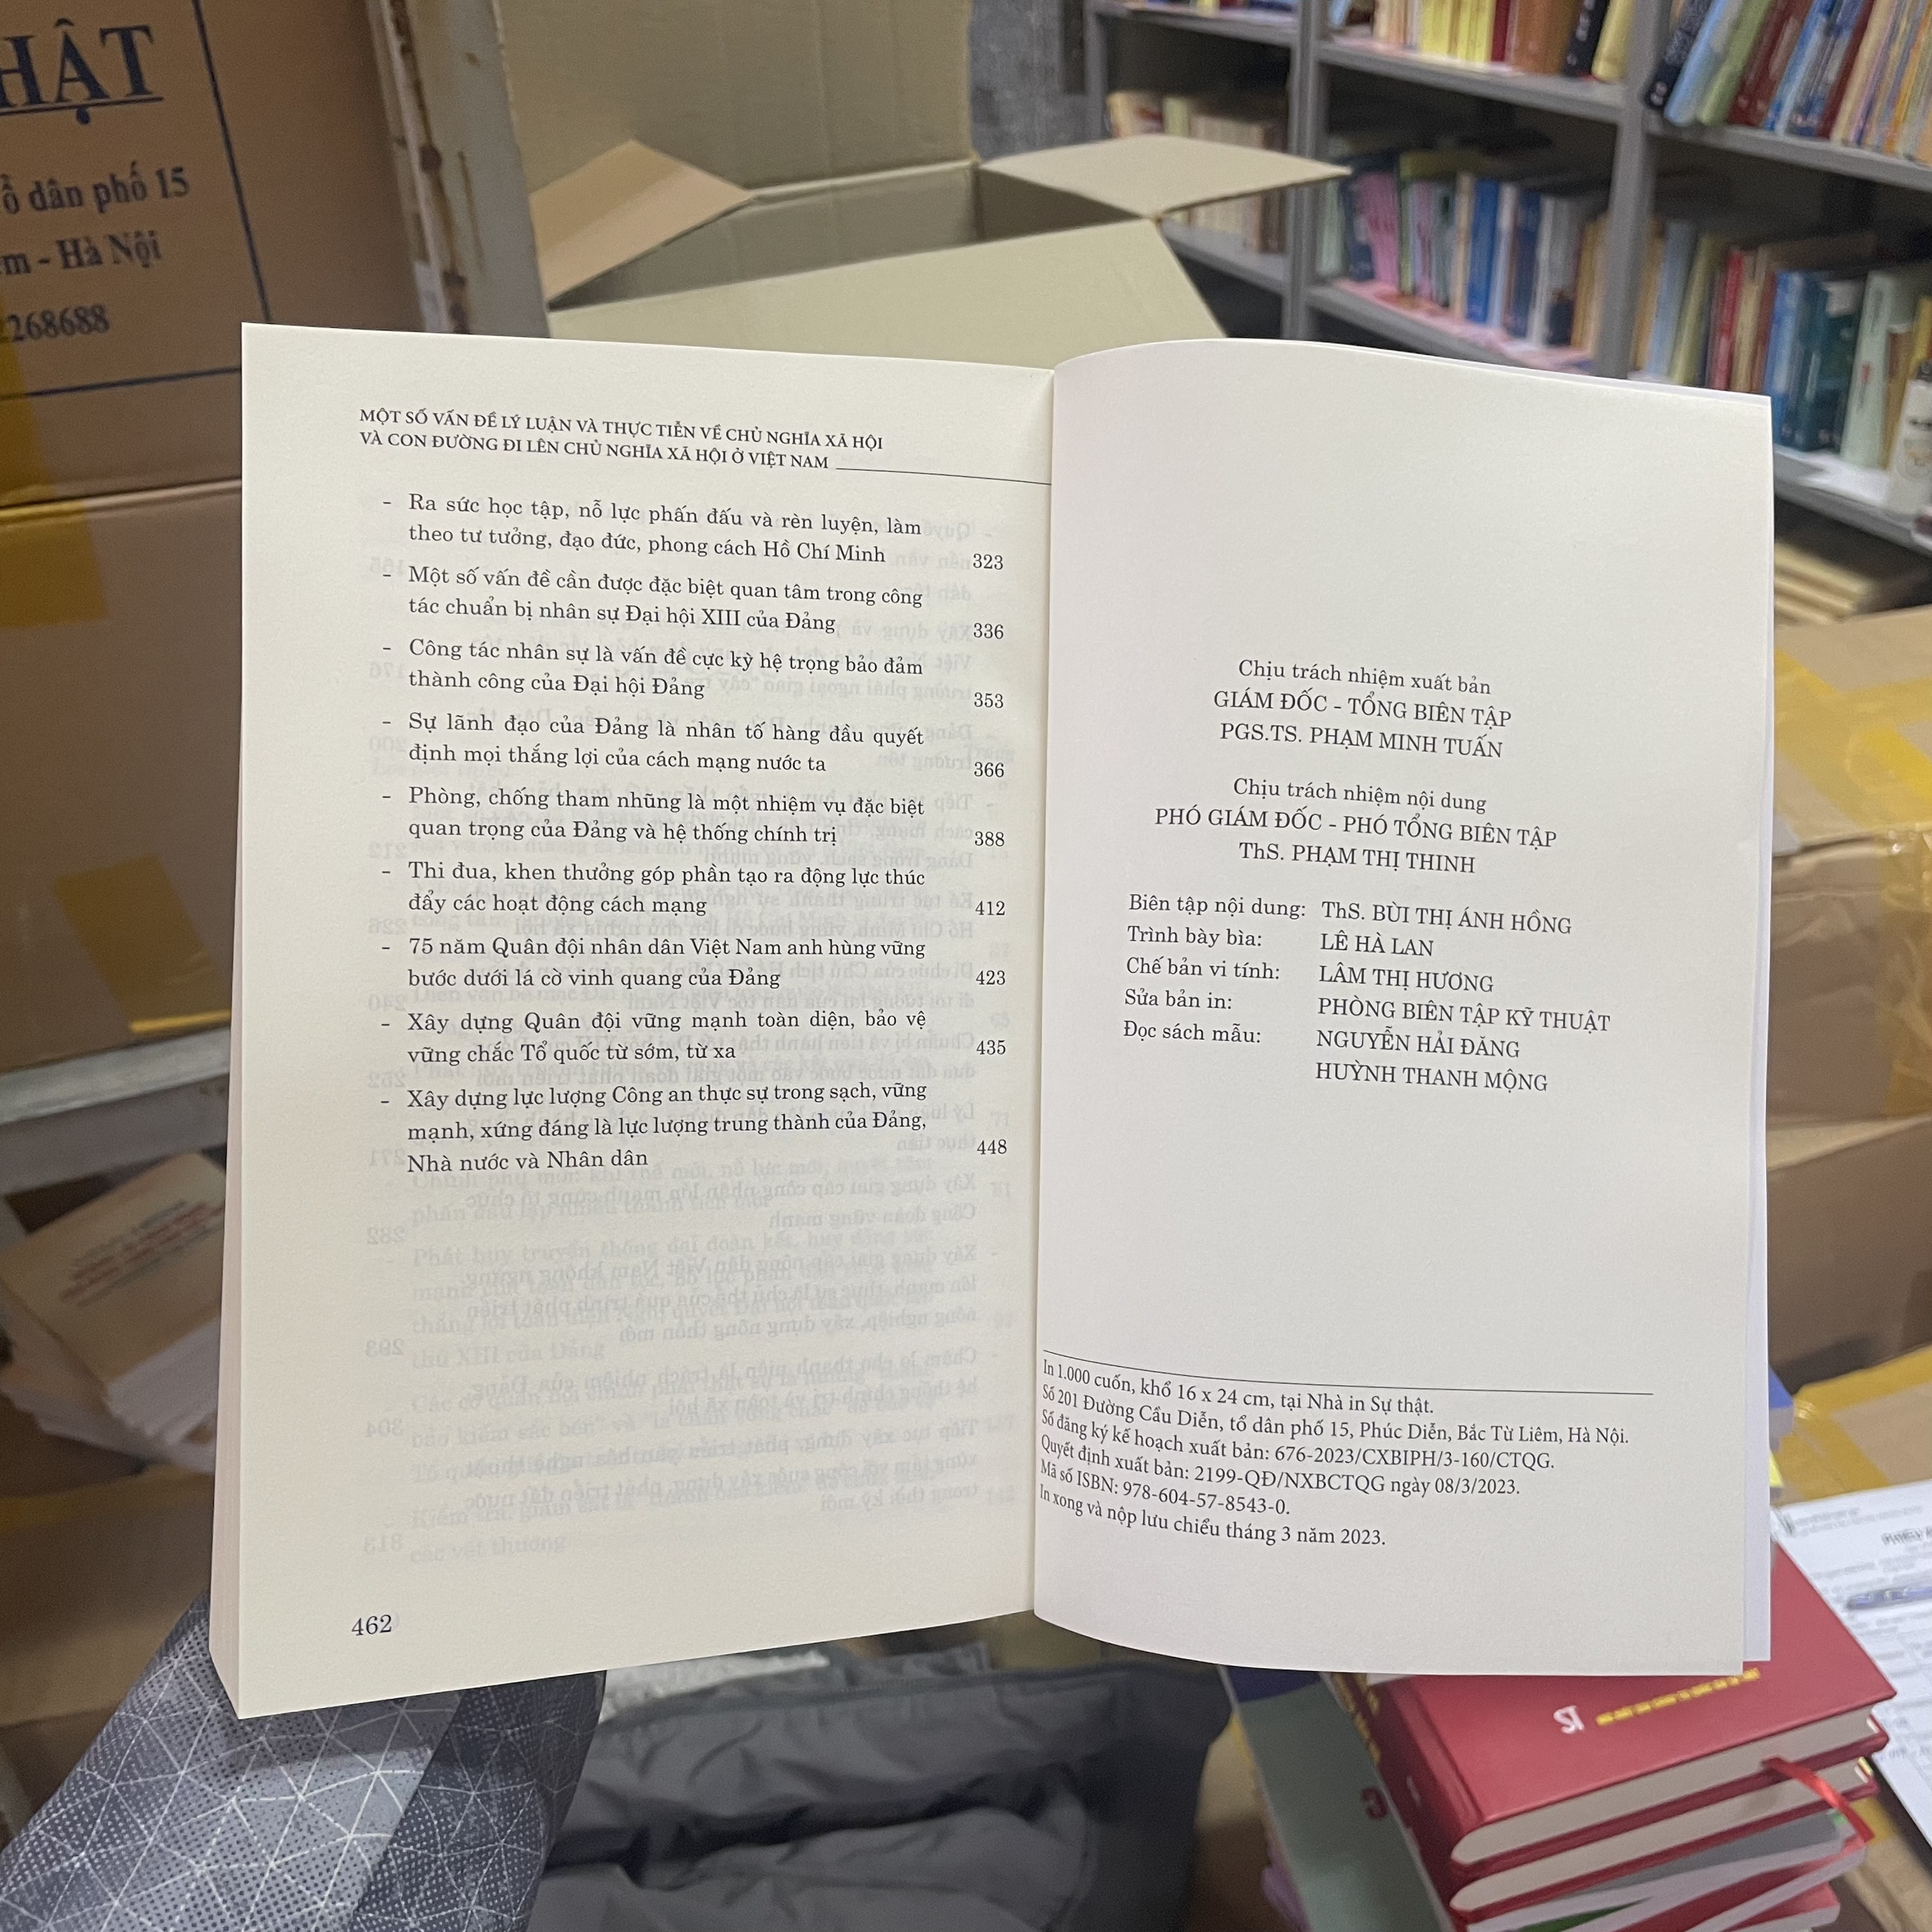 ồ dân phố 15
- Hà Nội
268688
MỘT SỐ VẤN ĐỀ LÝ LUẬN VÀ THỰC TIỄN VỀ CHỦ NGHĨA XÃ HỘI
VÀ CON ĐƯỜNG ĐI LÊN CHỦ NGHĨA XÃ HỘI Ở VIỆT NAM
- Ra sức học tập, nỗ lực phấn đấu và rèn luyện, làm
theo tư tưởng, đạo đức, phong cách Hồ Chí Minh 323
- Một số vấn đề cần được đặc biệt quan tâm trong công
tác chuẩn bị nhân sự Đại hội XIII của Đảng 336
- Công tác nhân sự là vấn đề cực kỳ hệ trọng bảo đảm
thành công của Đại hội Đảng 353
- Sự lãnh đạo của Đảng là nhân tố hàng đầu quyết
định mọi thắng lợi của cách mạng nước ta 366
- Phòng, chống tham nhũng là một nhiệm vụ đặc biệt
quan trọng của Đảng và hệ thống chính trị 388
- Thi đua, khen thưởng góp phần tạo ra động lực thúc
đẩy các hoạt động cách mạng 412
- 75 năm Quân đội nhân dân Việt Nam anh hùng vững
bước dưới lá cờ vinh quang của Đảng 423
- Xây dựng Quân đội vững mạnh toàn diện, bảo vệ
vững chắc Tổ quốc từ sớm, từ xa 435
- Xây dựng lực lượng Công an thực sự trong sạch, vững
mạnh, xứng đáng là lực lượng trung thành của Đảng,
Nhà nước và Nhân dân 448
462
Chịu trách nhiệm xuất bản
GIÁM ĐỐC - TỔNG BIÊN TẬP
PGS.TS. PHẠM MINH TUẤN
Chịu trách nhiệm nội dung
PHÓ GIÁM ĐỐC - PHÓ TỔNG BIÊN TẬP
ThS. PHẠM THỊ THINH
Biên tập nội dung: ThS. BÙI THỊ ÁNH HỒNG
Trình bày bìa: LÊ HÀ LAN
Chế bản vi tính: LÂM THỊ HƯƠNG
Sửa bản in: PHÒNG BIÊN TẬP KỸ THUẬT
Đọc sách mẫu: NGUYỄN HẢI ĐĂNG
HUỲNH THANH MỘNG
In 1.000 cuốn, khổ 16 x 24 cm, tại Nhà in Sự thật.
Số 201 Đường Cầu Diễn, tổ dân phố 15, Phúc Diễn, Bắc Từ Liêm, Hà Nội.
Số đăng ký kế hoạch xuất bản: 676-2023/CXBIPH/3-160/CTQG.
Quyết định xuất bản: 2199-QĐ/NXBCTQG ngày 08/3/2023.
Mã số ISBN: 978-604-57-8543-0.
In xong và nộp lưu chiểu tháng 3 năm 2023.